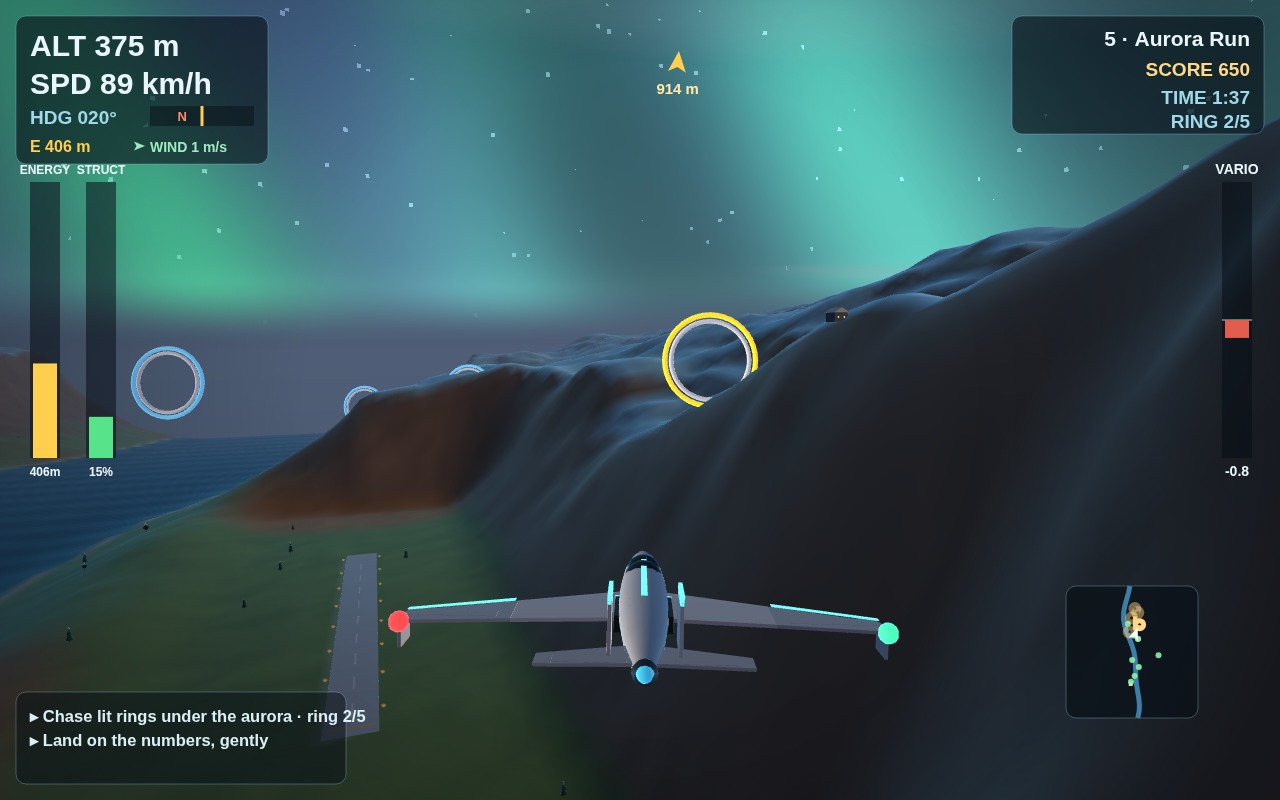 ALT 375 m
SPD 89 km/h
HDG 020°
N
E 406 m
➤ WIND 1 m/s
ENERGY STRUCT
406m 15%
914 m
5 · Aurora Run
SCORE 650
TIME 1:37
RING 2/5
VARIO
-0.8
▸ Chase lit rings under the aurora · ring 2/5
▸ Land on the numbers, gently